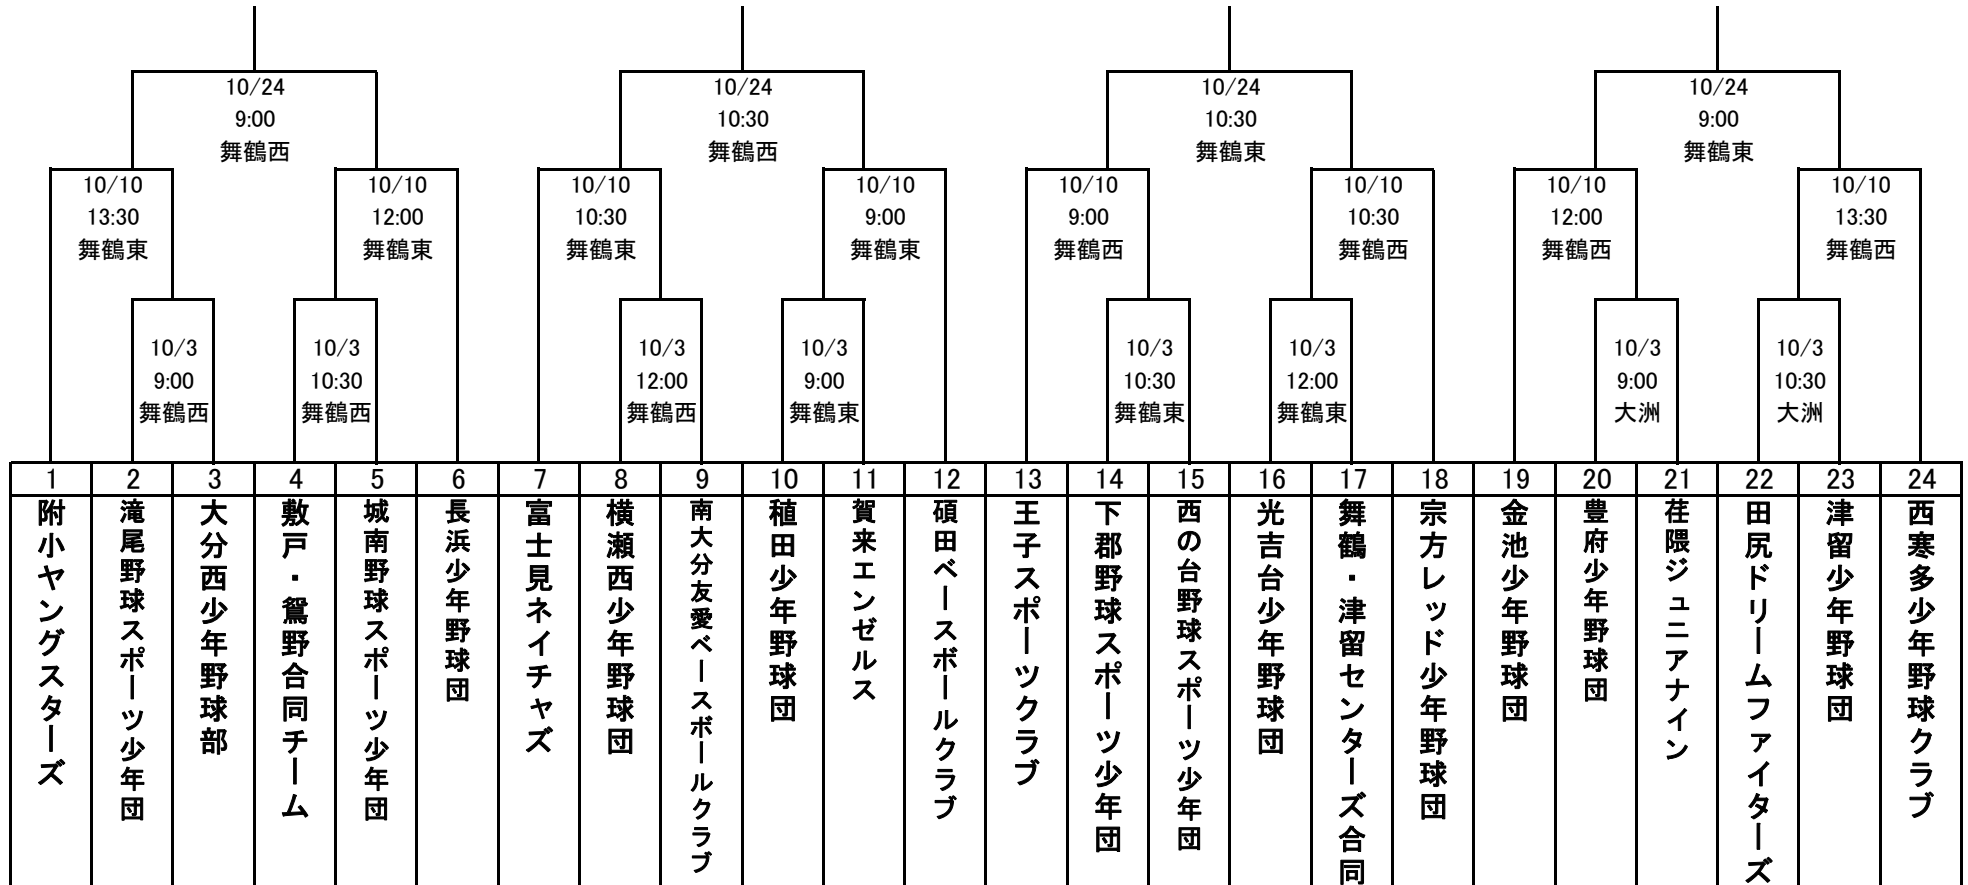 10/24
9:00
舞鶴西
10/24
10:30
舞鶴西
10/24
10:30
舞鶴東
10/24
9:00
舞鶴東
10/10
13:30
舞鶴東
10/10
12:00
舞鶴東
10/10
10:30
舞鶴東
10/10
9:00
舞鶴東
10/10
9:00
舞鶴西
10/10
10:30
舞鶴西
10/10
12:00
舞鶴西
10/10
13:30
舞鶴西
10/3
9:00
舞鶴西
10/3
10:30
舞鶴西
10/3
12:00
舞鶴西
10/3
9:00
舞鶴東
10/3
10:30
舞鶴東
10/3
12:00
舞鶴東
10/3
9:00
大洲
10/3
10:30
大洲
1
附小ヤングスターズ
2
滝尾野球スポーツ少年団
3
大分西少年野球部
4
敷戸・鴛野合同チーム
5
城南野球スポーツ少年団
6
長浜少年野球団
7
富士見ネイチャズ
8
横瀬西少年野球団
9
南大分友愛ベースボールクラブ
10
稙田少年野球団
11
賀来エンゼルス
12
碩田ベースボールクラブ
13
王子スポーツクラブ
14
下郡野球スポーツ少年団
15
西の台野球スポーツ少年団
16
光吉台少年野球団
17
舞鶴・津留センターズ合同
18
宗方レッド少年野球団
19
金池少年野球団
20
豊府少年野球団
21
荏隈ジュニアナイン
22
田尻ドリームファイターズ
23
津留少年野球団
24
西寒多少年野球クラブ